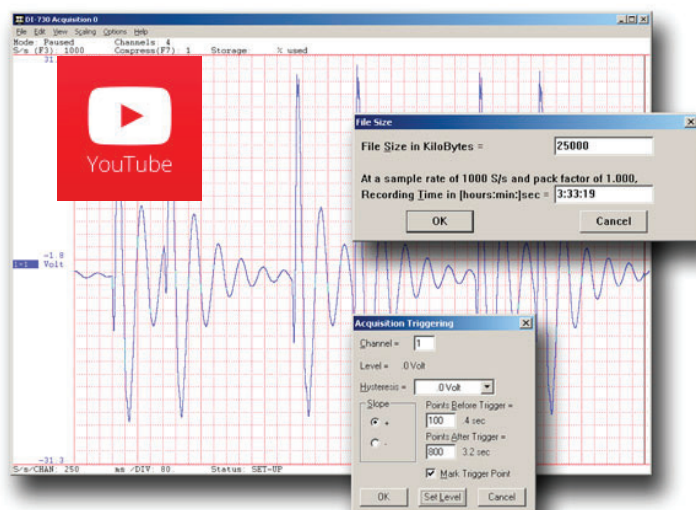 DI-730 Acquisition 0
File Edit View Scaling Options Help
Mode: Paused Channels: 4
S/s (F3): 1000 Compress(F7): 1 Storage: % used
31.
YouTube
-1.8
1-1 Volt
-31.3
S/s/CHAN: 250 ms /DIV: 80. Status: SET-UP
File Size
File Size in KiloBytes = 25000
At a sample rate of 1000 S/s and pack factor of 1.000,
Recording Time in [hours:min:]sec = 3:33:19
OK Cancel
Acquisition Triggering
Channel = 1
Level = .0 Volt
Hysteresis = .0 Volt
Slope
+
-
Points Before Trigger =
100 .4 sec
Points After Trigger =
800 3.2 sec
Mark Trigger Point
OK Set Level Cancel